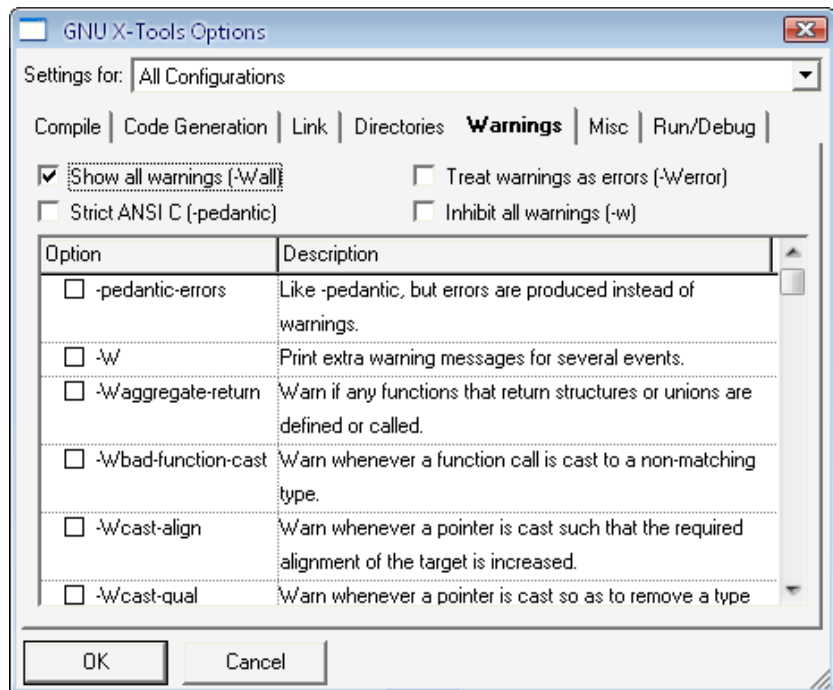 GNU X-Tools Options
Settings for: All Configurations
Compile Code Generation Link Directories Warnings Misc Run/Debug
Show all warnings (-Wall) Treat warnings as errors (-Werror)
Strict ANSI C (-pedantic) Inhibit all warnings (-w)
Option Description
-pedantic-errors Like -pedantic, but errors are produced instead of
warnings.
-W Print extra warning messages for several events.
-Waggregate-return Warn if any functions that return structures or unions are
defined or called.
-Wbad-function-cast Warn whenever a function call is cast to a non-matching
type.
-Wcast-align Warn whenever a pointer is cast such that the required
alignment of the target is increased.
-Wcast-qual Warn whenever a pointer is cast so as to remove a type
OK Cancel